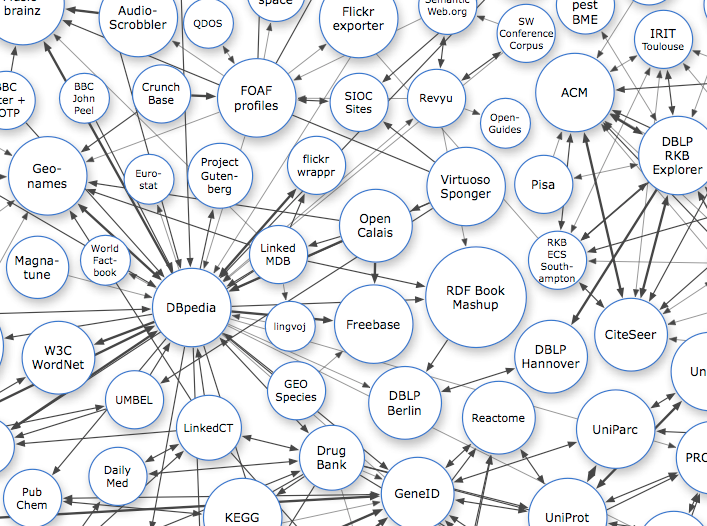 brainz
Audio-
Scrobbler
QDOS
space
Flickr
exporter
Semantic
Web.org
SW
Conference
Corpus
pest
BME
IRIT
Toulouse
BBC
OTP
BBC
John
Peel
Crunch
Base
FOAF
profiles
SIOC
Sites
Revyu
Open-
Guides
ACM
DBLP
RKB
Explorer
Geo-
names
Euro-
stat
Project
Guten-
berg
flickr
wrappr
Virtuoso
Sponger
Pisa
Open
Calais
Magna-
tune
World
Fact-
book
Linked
MDB
RKB
ECS
South-
ampton
DBpedia
RDF Book
Mashup
lingvoj
Freebase
CiteSeer
W3C
WordNet
DBLP
Hannover
Un
UMBEL
GEO
Species
DBLP
Berlin
LinkedCT
Reactome
UniParc
Drug
Bank
PRO
Daily
Med
Pub
Chem
GeneID
KEGG
UniProt